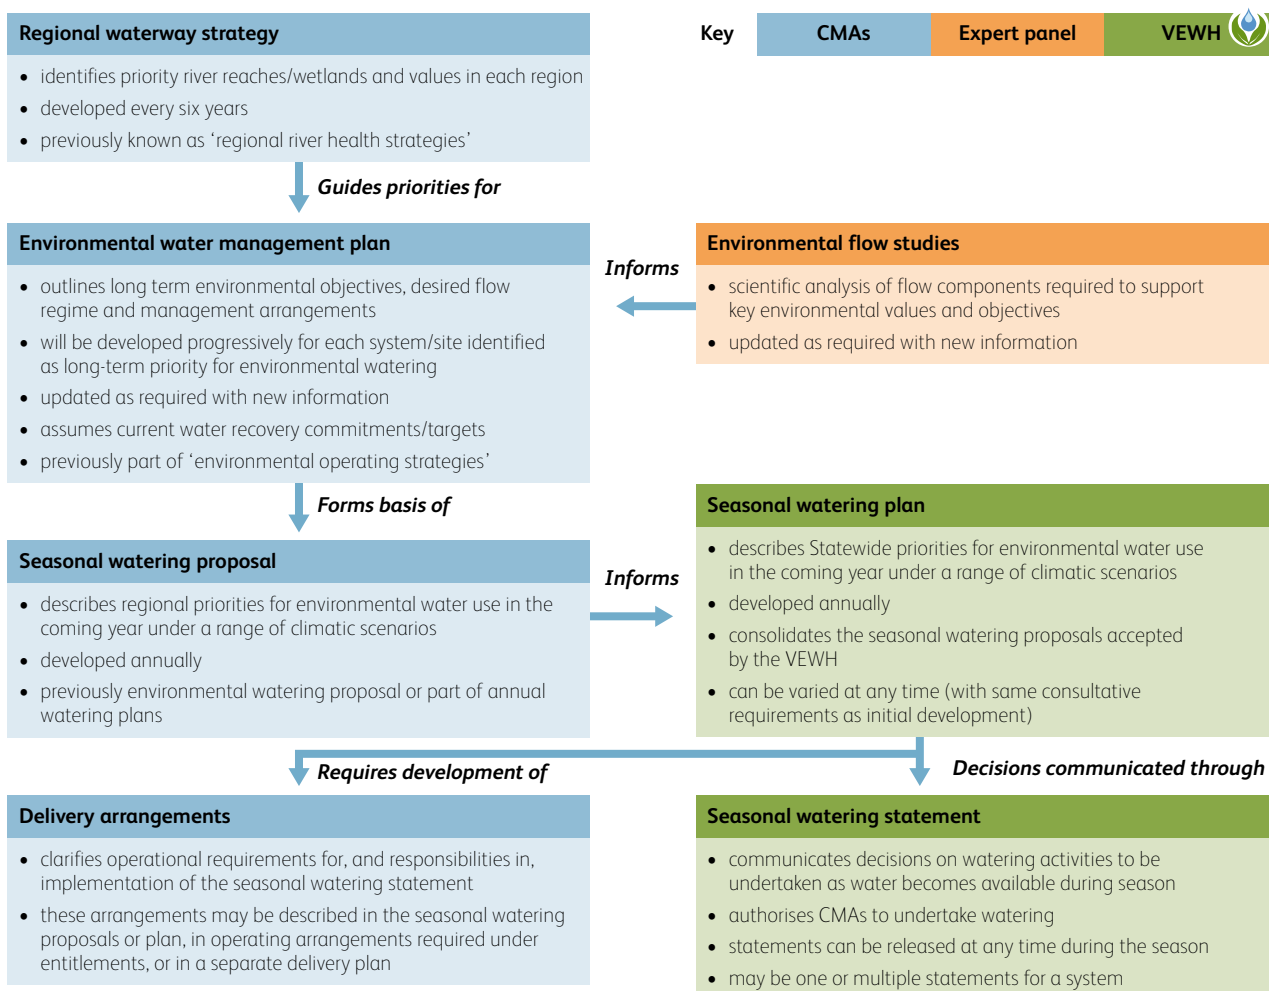 Regional waterway strategy
• identifies priority river reaches/wetlands and values in each region
• developed every six years
• previously known as ‘regional river health strategies’
Key
CMAs
Expert panel
VEWH
Guides priorities for
Environmental water management plan
• outlines long term environmental objectives, desired flow
regime and management arrangements
• will be developed progressively for each system/site identified
as long-term priority for environmental watering
• updated as required with new information
• assumes current water recovery commitments/targets
• previously part of ‘environmental operating strategies’
Informs
Environmental flow studies
• scientific analysis of flow components required to support
key environmental values and objectives
• updated as required with new information
Forms basis of
Seasonal watering proposal
• describes regional priorities for environmental water use in the
coming year under a range of climatic scenarios
• developed annually
• previously environmental watering proposal or part of annual
watering plans
Informs
Seasonal watering plan
• describes Statewide priorities for environmental water use
in the coming year under a range of climatic scenarios
• developed annually
• consolidates the seasonal watering proposals accepted
by the VEWH
• can be varied at any time (with same consultative
requirements as initial development)
Requires development of
Decisions communicated through
Delivery arrangements
• clarifies operational requirements for, and responsibilities in,
implementation of the seasonal watering statement
• these arrangements may be described in the seasonal watering
proposals or plan, in operating arrangements required under
entitlements, or in a separate delivery plan
Seasonal watering statement
• communicates decisions on watering activities to be
undertaken as water becomes available during season
• authorises CMAs to undertake watering
• statements can be released at any time during the season
• may be one or multiple statements for a system